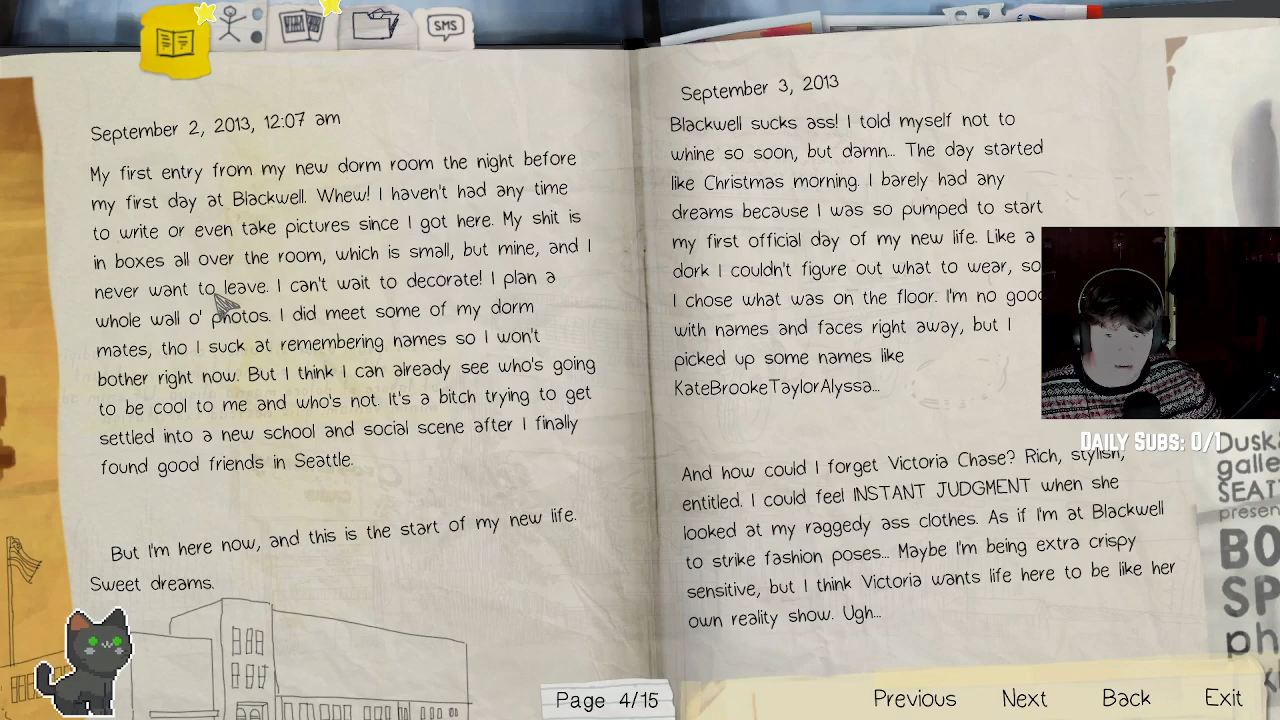 SMS
September 2, 2013, 12:07 am
My first entry from my new dorm room the night before
my first day at Blackwell. Whew! I haven't had any time
to write or even take pictures since I got here. My shit is
in boxes all over the room, which is small, but mine, and I
never want to leave. I can't wait to decorate! I plan a
whole wall o' photos. I did meet some of my dorm
mates, tho I suck at remembering names so I won't
bother right now. But I think I can already see who's going
to be cool to me and who's not. It's a bitch trying to get
settled into a new school and social scene after I finally
found good friends in Seattle.
But I'm here now, and this is the start of my new life.
Sweet dreams.
September 3, 2013
Blackwell sucks ass! I told myself not to
whine so soon, but damn... The day started
like Christmas morning. I barely had any
dreams because I was so pumped to start
my first official day of my new life. Like a
dork I couldn't figure out what to wear, so
I chose what was on the floor. I'm no good
with names and faces right away, but I
picked up some names like
KateBrookeTaylorAlyssa...
And how could I forget Victoria Chase? Rich, stylish,
entitled. I could feel INSTANT JUDGMENT when she
looked at my raggedy ass clothes. As if I'm at Blackwell
to strike fashion poses... Maybe I'm being extra crispy
sensitive, but I think Victoria wants life here to be like her
own reality show. Ugh...
DAILY SUBS: 0/1
Dusk
galle
SEAT
presen
BO
SP
ph
Page 4/15
Previous
Next
Back
Exit